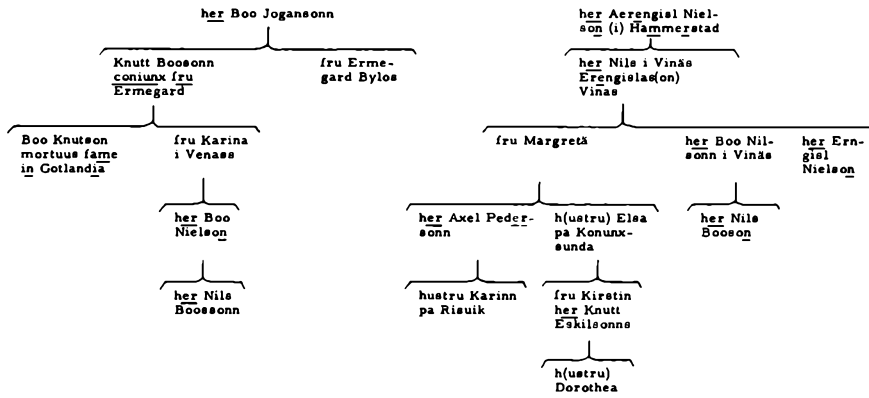 her Boo Jogansonn
her Aerengisl Niel-
son (i) Hammerstad
Knutt Boosonn
coniunx fru
Ermegard
fru Erme-
gard Bylos
her Nils i Vinäs
Erengislas(on)
Vinas
Boo Knutson
mortuus fame
in Gotlandia
fru Karina
i Venass
fru Margretä
her Boo Nil-
sonn i Vinäs
her Ern-
gisl
Nielson
her Boo
Nielson
her Axel Peder-
sonn
h(ustru) Elsa
pa Konunx-
sunda
her Nils
Booson
her Nils
Boossonn
hustru Karinn
pa Risuik
fru Kirstin
her Knutt
Eskilsonns
h(ustru)
Dorothea